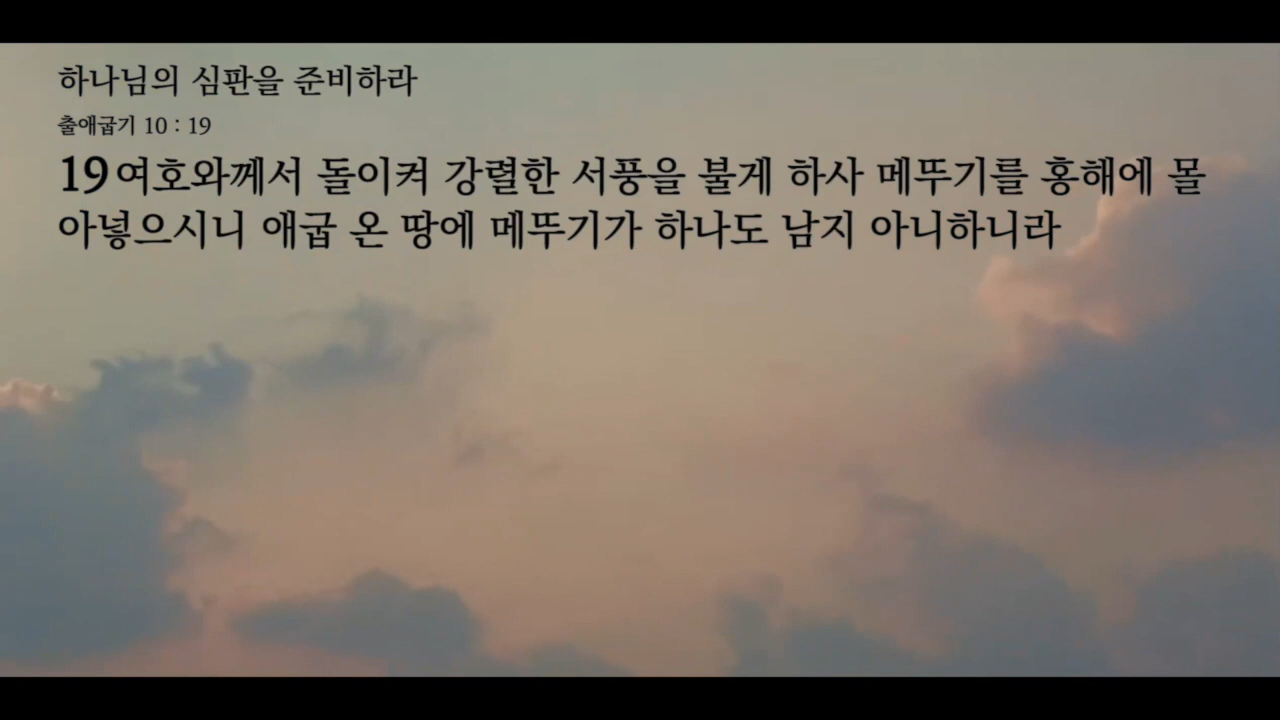 하나님의 심판을 준비하라
출애굽기 10 : 19
19 여호와께서 돌이켜 강렬한 서풍을 불게 하사 메뚜기를 홍해에 몰
아넣으시니 애굽 온 땅에 메뚜기가 하나도 남지 아니하니라